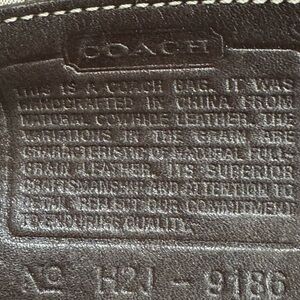 COACH
THIS IS A COACH BAG. IT WAS
HANDCRAFTED IN CHINA FROM
NATURAL COWHIDE LEATHER. THE
VARIATIONS IN THE GRAIN ARE
CHARACTERISTIC OF NATURAL FULL
GRAIN LEATHER. ITS SUPERIOR
CRAFTSMANSHIP AND ATTENTION TO
DETAIL REFLECT OUR COMMITMENT
TO ENDURING QUALITY.
No H2J - 9186